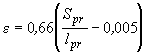 ε = 0,66(S_pr/l_pr − 0,005)